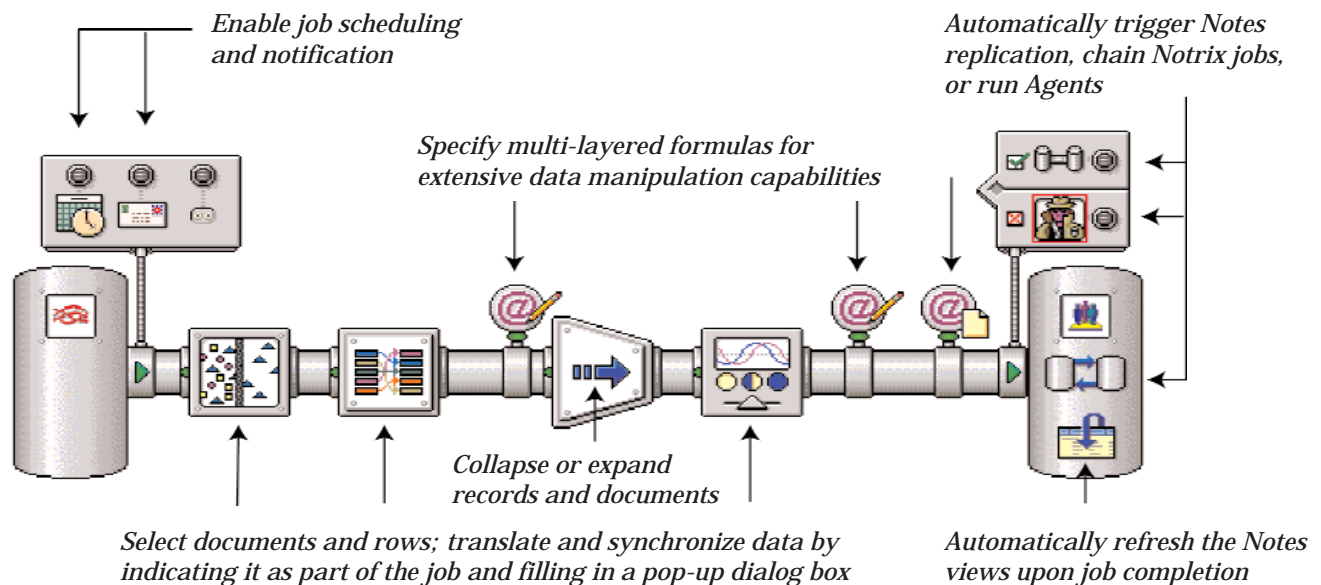 Enable job scheduling
and notification
Automatically trigger Notes
replication, chain Notrix jobs,
or run Agents
Specify multi-layered formulas for
extensive data manipulation capabilities
@
@
@
Collapse or expand
records and documents
Select documents and rows; translate and synchronize data by
indicating it as part of the job and filling in a pop-up dialog box
Automatically refresh the Notes
views upon job completion